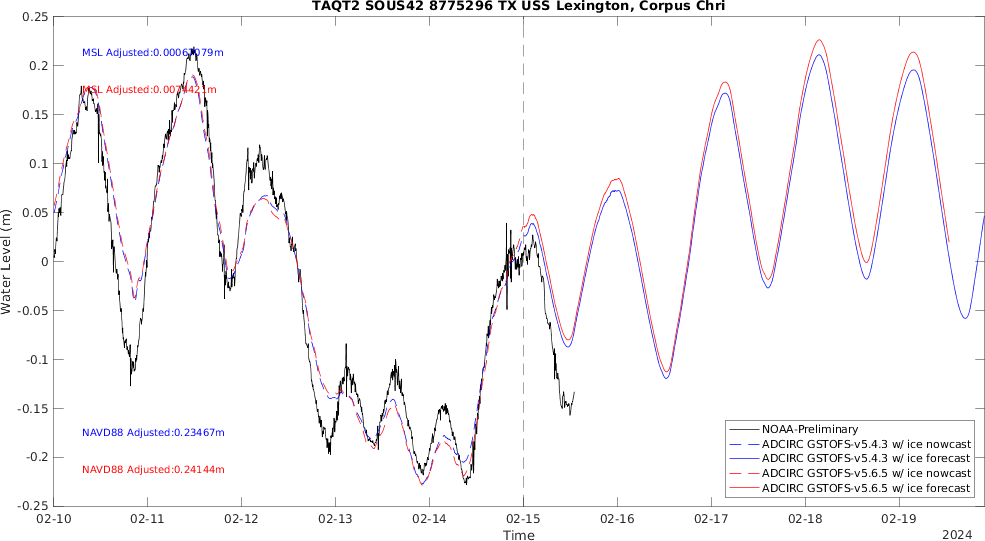 TAQT2 SOUS42 8775296 TX USS Lexington, Corpus Chri
0.25
0.2
0.15
0.1
0.05
0
-0.05
-0.1
-0.15
-0.2
-0.25
Water Level (m)
MSL Adjusted:
MSL Adjusted:
NAVD88 Adjusted:0.23467m
NAVD88 Adjusted:0.24144m
NOAA-Preliminary
ADCIRC GSTOFS-v5.4.3 w/ ice nowcast
ADCIRC GSTOFS-v5.4.3 w/ ice forecast
ADCIRC GSTOFS-v5.6.5 w/ ice nowcast
ADCIRC GSTOFS-v5.6.5 w/ ice forecast
02-10 02-11 02-12 02-13 02-14 02-15 02-16 02-17 02-18 02-19
Time
2024